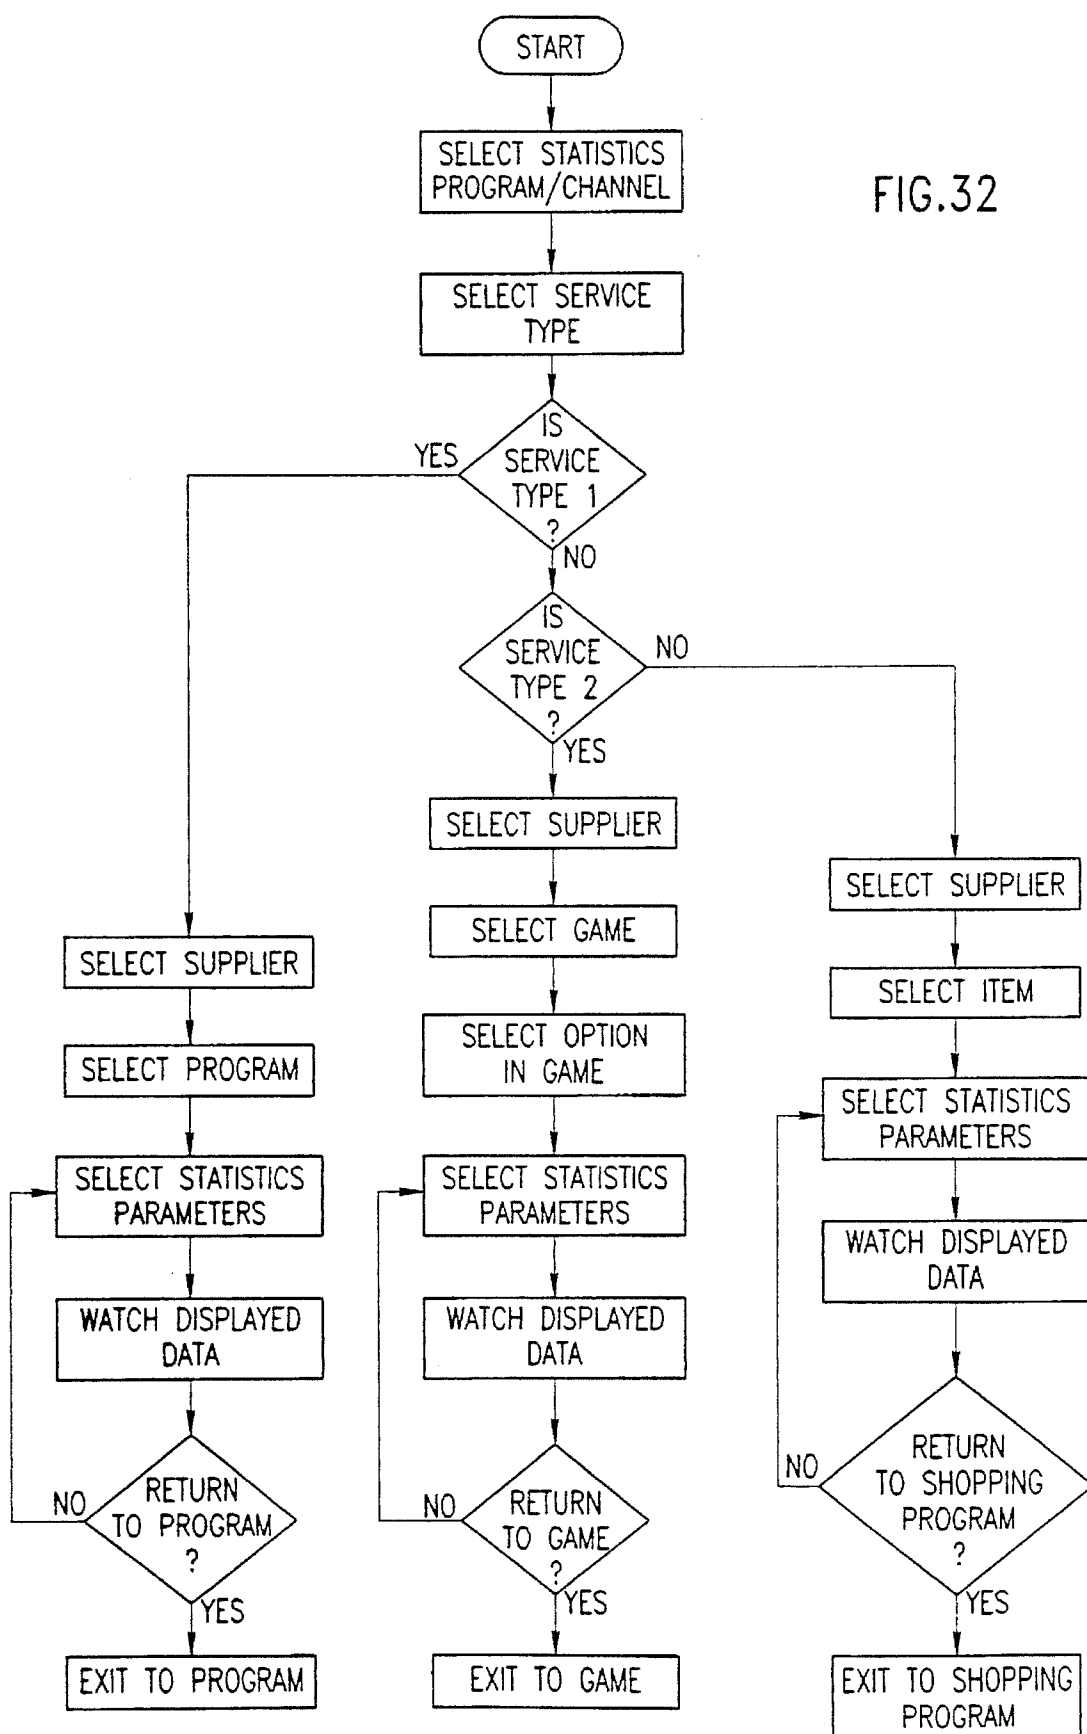 START
SELECT STATISTICS
PROGRAM/CHANNEL
FIG.32
SELECT SERVICE
TYPE
IS
SERVICE
TYPE 1
?
YES
NO
IS
SERVICE
TYPE 2
?
NO
YES
SELECT SUPPLIER
SELECT PROGRAM
SELECT STATISTICS
PARAMETERS
WATCH DISPLAYED
DATA
RETURN
TO PROGRAM
?
NO
YES
EXIT TO PROGRAM
SELECT SUPPLIER
SELECT GAME
SELECT OPTION
IN GAME
SELECT STATISTICS
PARAMETERS
WATCH DISPLAYED
DATA
RETURN
TO GAME
?
NO
YES
EXIT TO GAME
SELECT SUPPLIER
SELECT ITEM
SELECT STATISTICS
PARAMETERS
WATCH DISPLAYED
DATA
RETURN
TO SHOPPING
PROGRAM
?
NO
YES
EXIT TO SHOPPING
PROGRAM